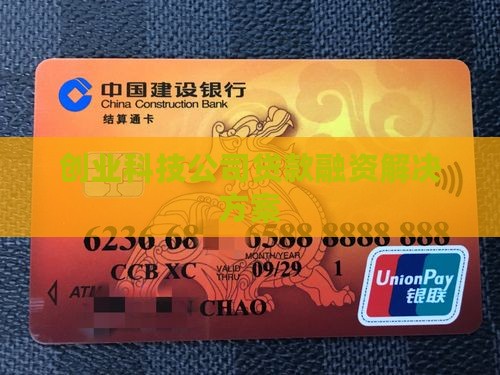 中国建设银行
China Construction Bank
结算通卡
创业科技公司贷款融资解决
方案
6236 68 6588 8888 888
MONTH/YEAR
CCB XC VALID THRU 09/29 1
ATM
CHAO
UnionPay
银联